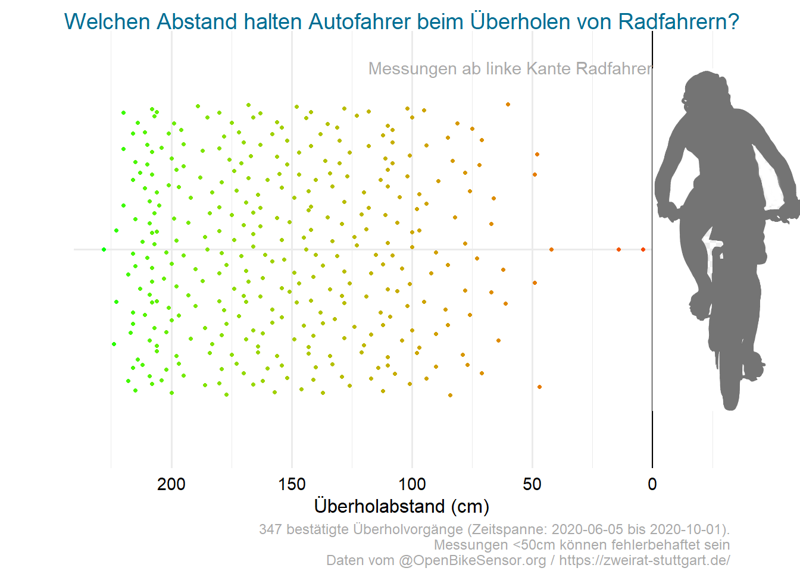 Welchen Abstand halten Autofahrer beim Überholen von Radfahrern?
Messungen ab linke Kante Radfahrer
200 150 100 50 0
Überholabstand (cm)
347 bestätigte Überholvorgänge (Zeitspanne: 2020-06-05 bis 2020-10-01).
Messungen <50cm können fehlerbehaftet sein
Daten vom @OpenBikeSensor.org / https://zweirat-stuttgart.de/